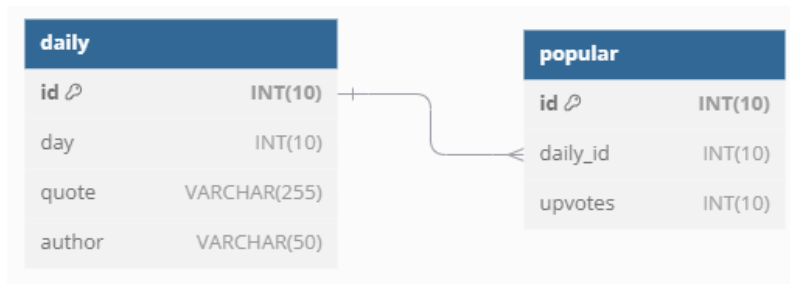 daily
id INT(10)
day INT(10)
quote VARCHAR(255)
author VARCHAR(50)
popular
id INT(10)
daily_id INT(10)
upvotes INT(10)